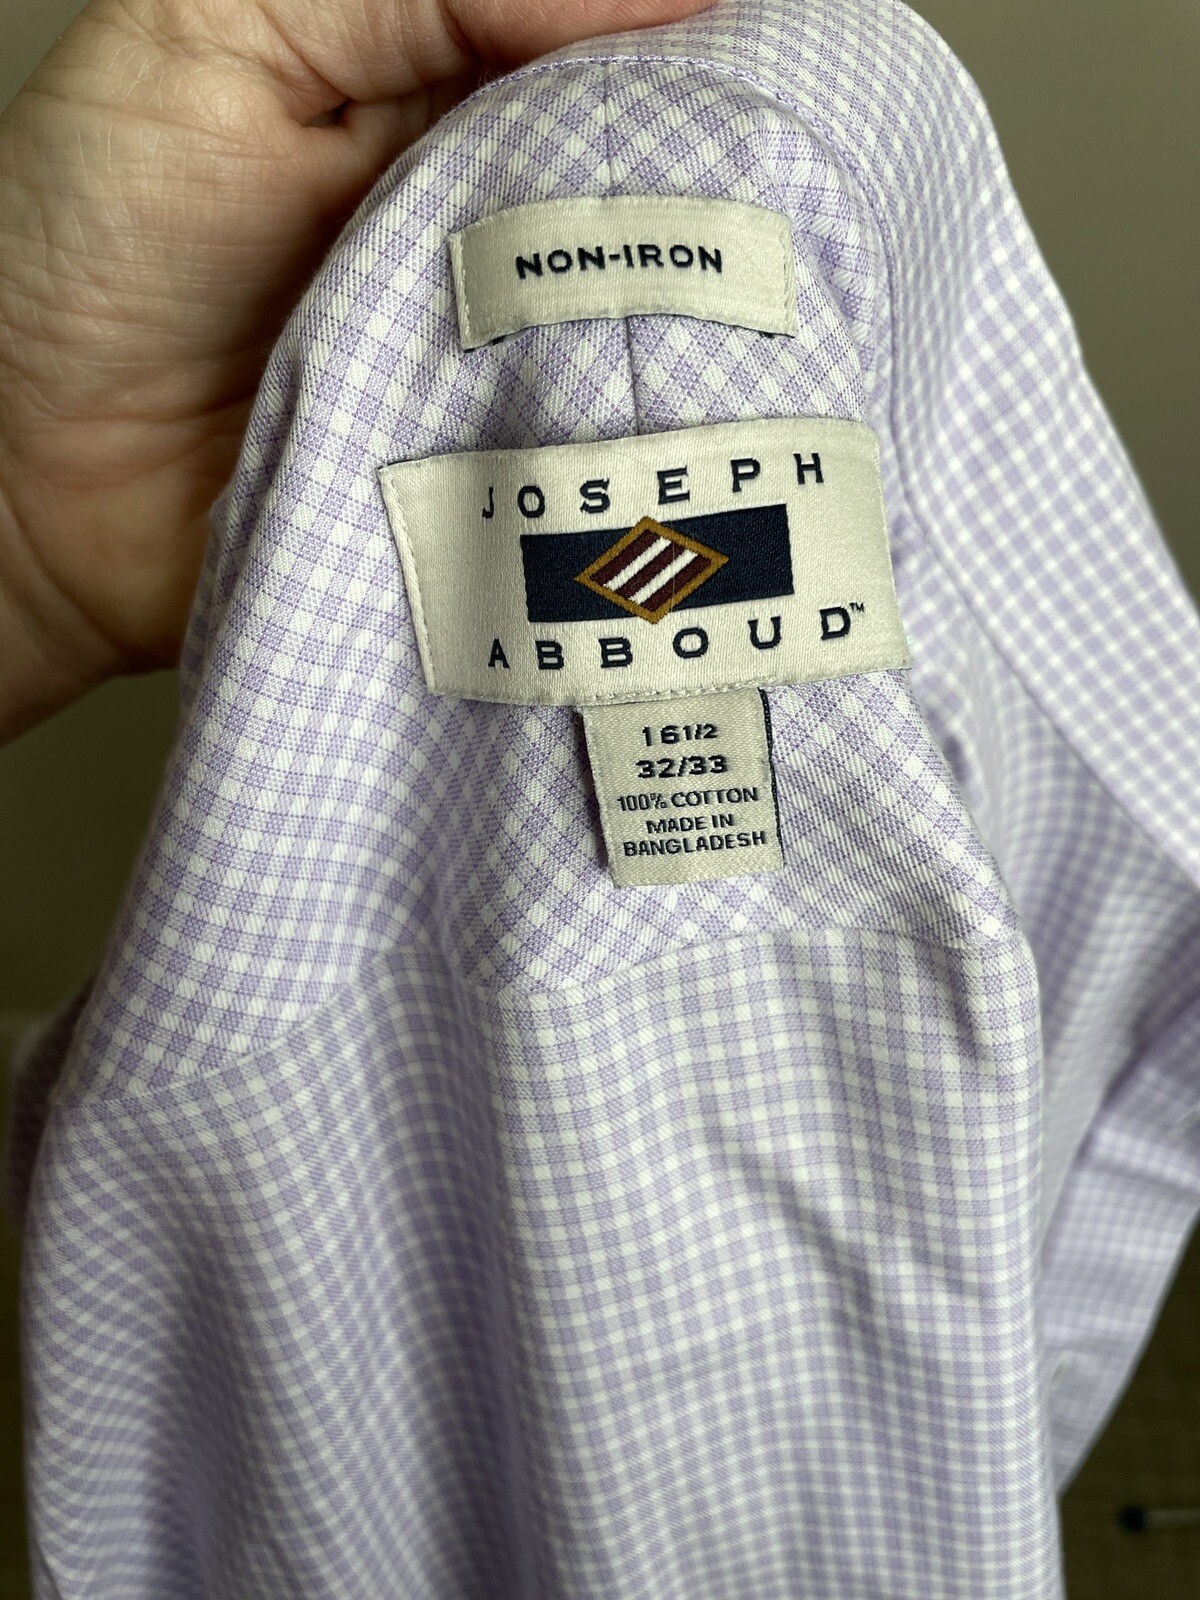 NON-IRON
JOSEPH
ABBOUD™
16 1/2
32/33
100% COTTON
MADE IN
BANGLADESH